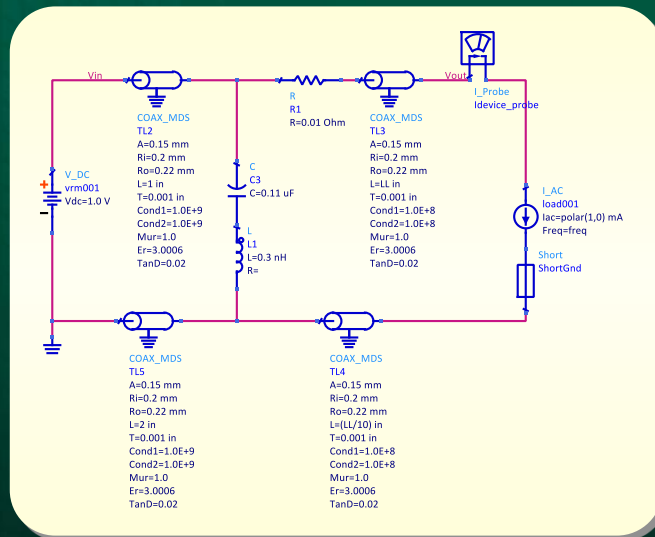 Vin
COAX_MDS
TL2
A=0.15 mm
Ri=0.2 mm
Ro=0.22 mm
L=1 in
T=0.001 in
Cond1=1.0E+9
Cond2=1.0E+9
Mur=1.0
Er=3.0006
TanD=0.02
R
R1
R=0.01 Ohm
COAX_MDS
TL3
A=0.15 mm
Ri=0.2 mm
Ro=0.22 mm
L=LL in
T=0.001 in
Cond1=1.0E+8
Cond2=1.0E+8
Mur=1.0
Er=3.0006
TanD=0.02
Vout
I_Probe
Idevice_probe
V_DC
vrm001
Vdc=1.0 V
C
C3
C=0.11 uF
L
L1
L=0.3 nH
R=
I_AC
load001
Iac=polar(1,0) mA
Freq=freq
Short
ShortGnd
COAX_MDS
TL5
A=0.15 mm
Ri=0.2 mm
Ro=0.22 mm
L=2 in
T=0.001 in
Cond1=1.0E+9
Cond2=1.0E+9
Mur=1.0
Er=3.0006
TanD=0.02
COAX_MDS
TL4
A=0.15 mm
Ri=0.2 mm
Ro=0.22 mm
L=(LL/10) in
T=0.001 in
Cond1=1.0E+8
Cond2=1.0E+8
Mur=1.0
Er=3.0006
TanD=0.02